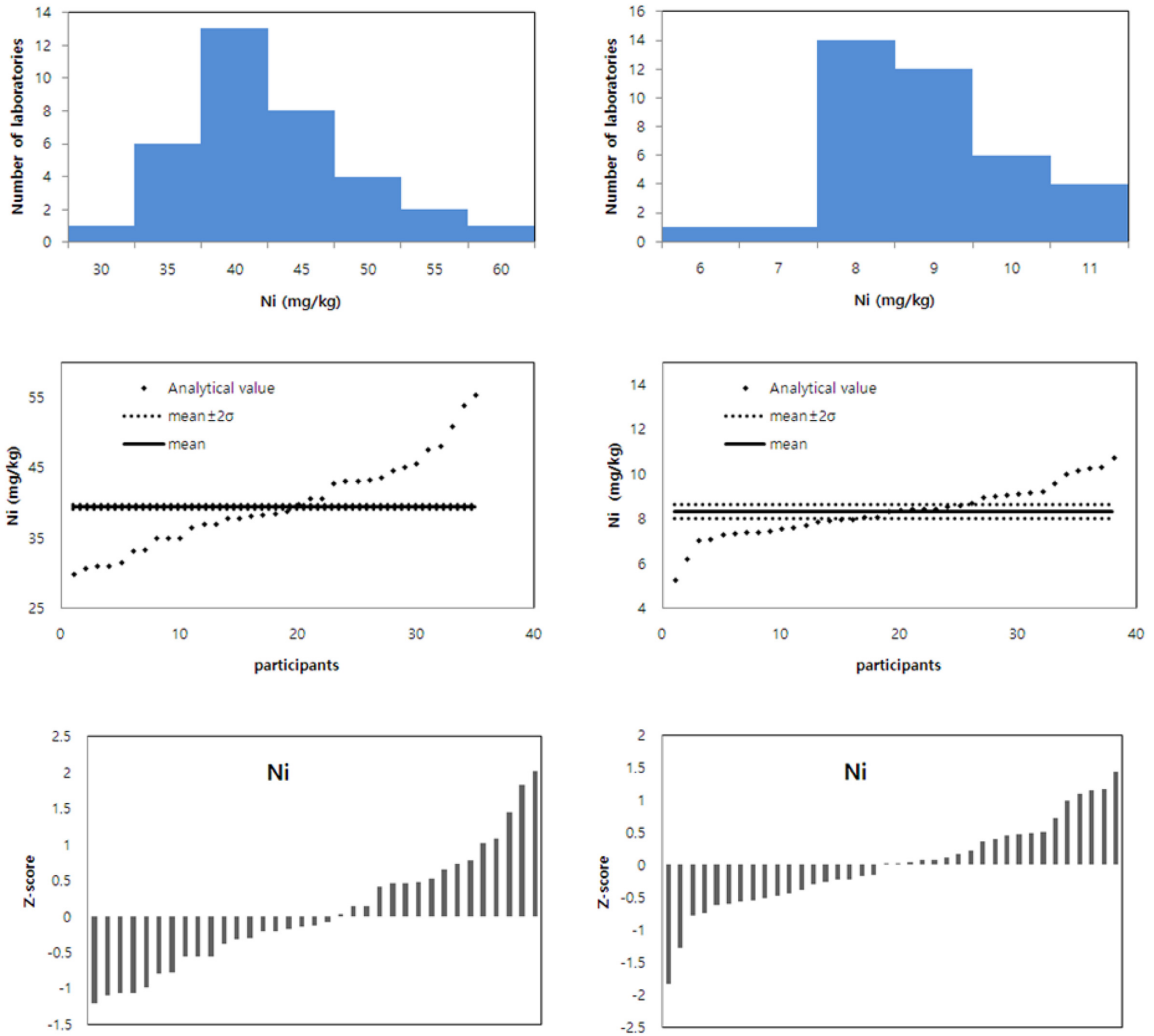 14
12
10
8
6
4
2
0
Number of laboratories
30 35 40 45 50 55 60
Ni (mg/kg)
16
14
12
10
8
6
4
2
0
Number of laboratories
6 7 8 9 10 11
Ni (mg/kg)
55
45
35
25
Ni (mg/kg)
Analytical value
mean±2σ
mean
0 10 20 30 40
participants
14
12
10
8
6
4
Ni (mg/kg)
Analytical value
mean±2σ
mean
0 10 20 30 40
participants
2.5
2
1.5
1
0.5
0
-0.5
-1
-1.5
Z-score
Ni
2
1.5
1
0.5
0
-0.5
-1
-1.5
-2
-2.5
Z-score
Ni